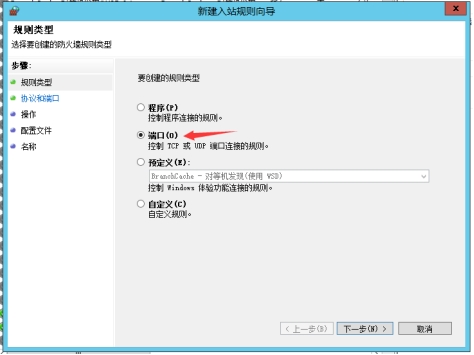 新建入站规则向导
规则类型
选择要创建的防火墙规则类型
步骤:
规则类型
协议和端口
操作
配置文件
名称
要创建的规则类型
程序(P)
控制程序连接的规则。
端口(O)
控制 TCP 或 UDP 端口连接的规则。
预定义(E):
BranchCache - 对等机发现(使用 WSD)
控制 Windows 体验功能连接的规则。
自定义(C)
自定义规则。
< 上一步(B) 下一步(N) > 取消